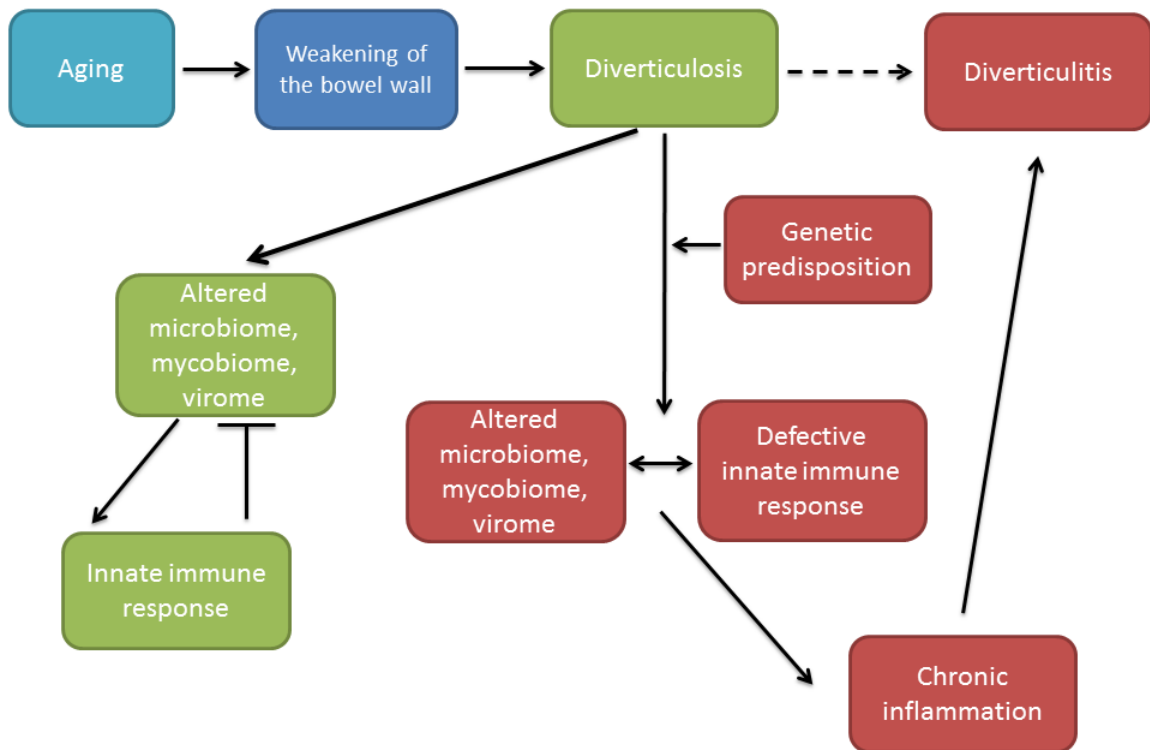 Aging
Weakening of
the bowel wall
Diverticulosis
Diverticulitis
Genetic
predisposition
Altered
microbiome,
mycobiome,
virome
Altered
microbiome,
mycobiome,
virome
Defective
innate immune
response
Innate immune
response
Chronic
inflammation